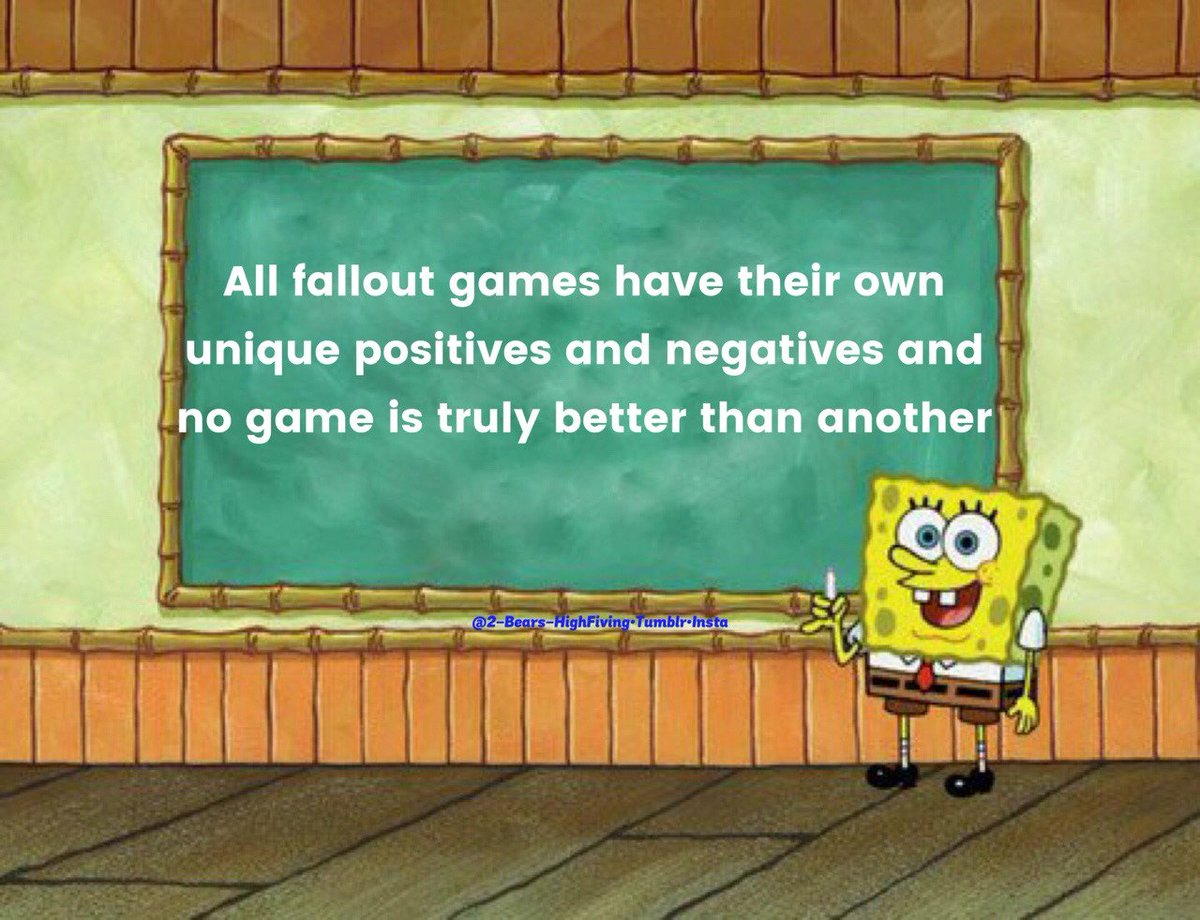 All fallout games have their own
unique positives and negatives and
no game is truly better than another
@2-Bears-HighFiving•Tumblr•Insta